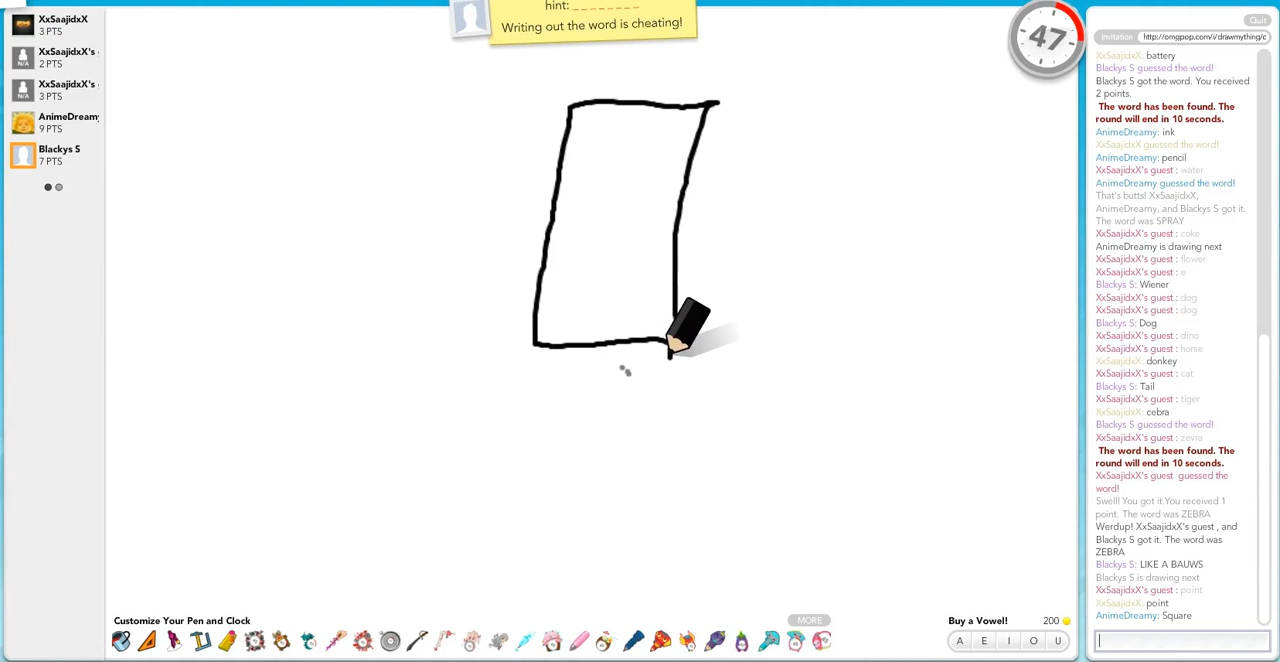 hint: _ _ _ _ _ _ _ _
Writing out the word is cheating!
47
XxSaajidxX
3 PTS
N/A
XxSaajidxX's
2 PTS
N/A
XxSaajidxX's
3 PTS
AnimeDreamy
9 PTS
Blackys S
7 PTS
Quit
Invitation http://omgpop.com/i/drawmything/c
XxSaajidxX: battery
Blackys S guessed the word!
Blackys S got the word. You received
2 points.
The word has been found. The
round will end in 10 seconds.
AnimeDreamy: ink
XxSaajidxX guessed the word!
AnimeDreamy: pencil
XxSaajidxX's guest : water
AnimeDreamy guessed the word!
That's butts! XxSaajidxX,
AnimeDreamy, and Blackys S got it.
The word was SPRAY
XxSaajidxX's guest : coke
AnimeDreamy is drawing next
XxSaajidxX's guest : flower
XxSaajidxX's guest : e
Blackys S: Wiener
XxSaajidxX's guest : dog
XxSaajidxX's guest : dog
Blackys S: Dog
XxSaajidxX's guest : dino
XxSaajidxX's guest : horse
XxSaajidxX: donkey
XxSaajidxX's guest : cat
Blackys S: Tail
XxSaajidxX's guest : tiger
XxSaajidxX: cebra
Blackys S guessed the word!
XxSaajidxX's guest : zevra
The word has been found. The
round will end in 10 seconds.
XxSaajidxX's guest guessed the
word!
Swell! You got it.You received 1
point. The word was ZEBRA
Werdup! XxSaajidxX's guest , and
Blackys S got it. The word was
ZEBRA
Blackys S: LIKE A BAUWS
Blackys S is drawing next
XxSaajidxX's guest : point
XxSaajidxX: point
AnimeDreamy: Square
Customize Your Pen and Clock
MORE
Buy a Vowel!
200
A E I O U